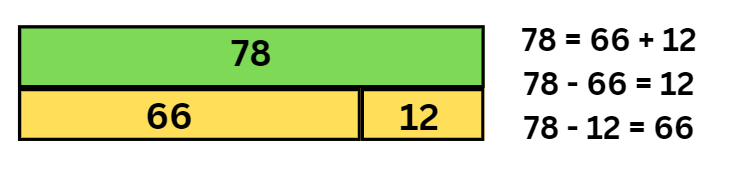 78
66 12
78 = 66 + 12
78 - 66 = 12
78 - 12 = 66